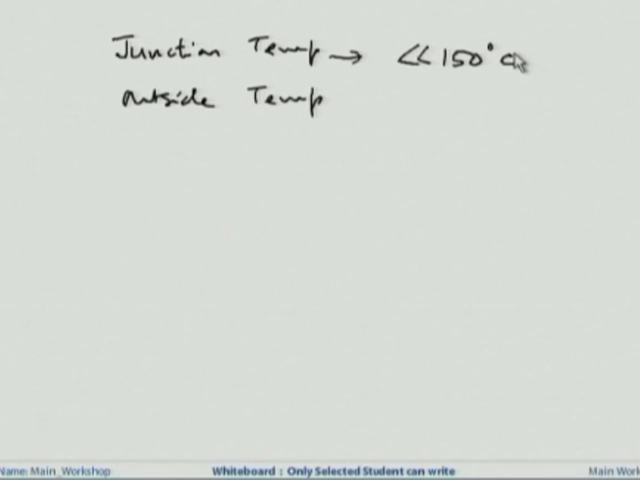 Junction Temp → << 150° c
outside Temp
Name: Main_Workshop Whiteboard : Only Selected Student can write Main Work